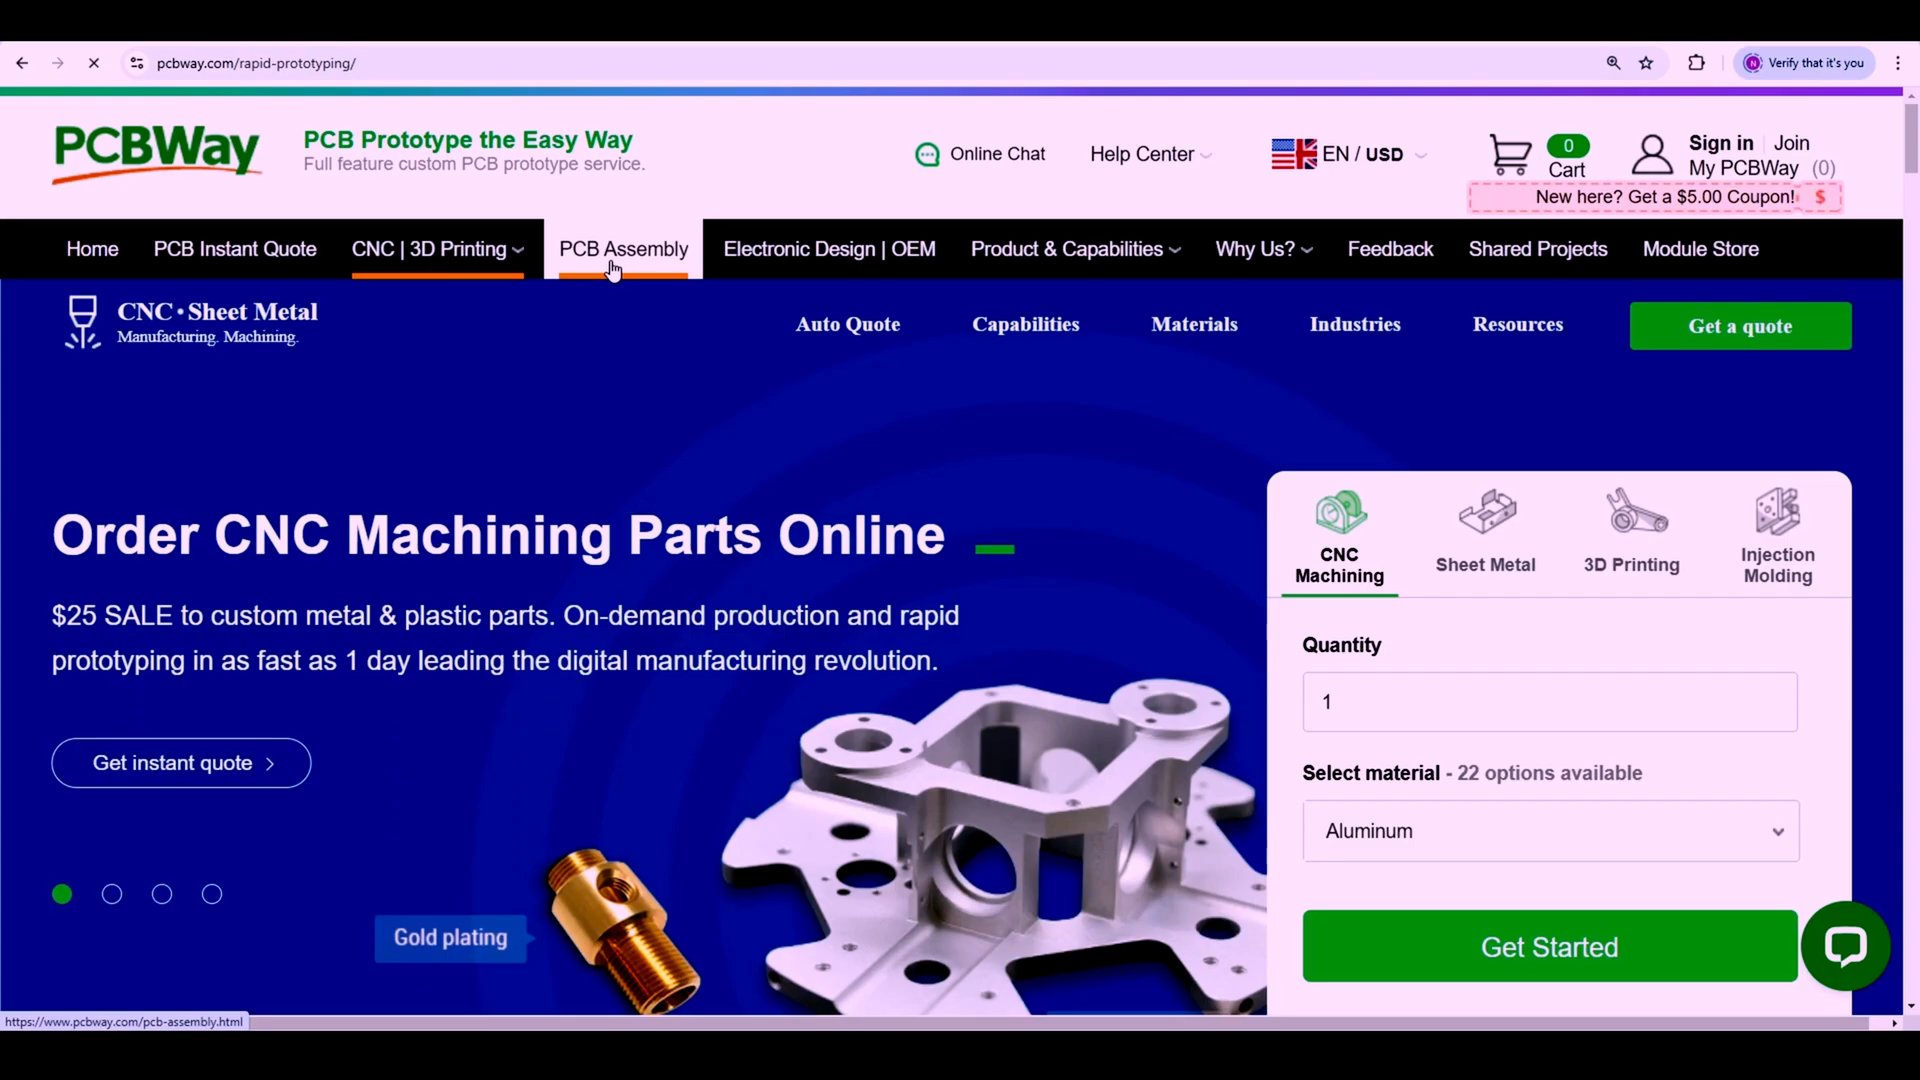 pcbway.com/rapid-prototyping/
Verify that it's you
PCBWay
PCB Prototype the Easy Way
Full feature custom PCB prototype service.
Online Chat
Help Center
EN / USD
0
Cart
Sign in
Join
My PCBWay (0)
New here? Get a $5.00 Coupon!
$
Home
PCB Instant Quote
CNC | 3D Printing
PCB Assembly
Electronic Design | OEM
Product & Capabilities
Why Us?
Feedback
Shared Projects
Module Store
CNC • Sheet Metal
Manufacturing. Machining.
Auto Quote
Capabilities
Materials
Industries
Resources
Get a quote
Order CNC Machining Parts Online
$25 SALE to custom metal & plastic parts. On-demand production and rapid
prototyping in as fast as 1 day leading the digital manufacturing revolution.
Get instant quote
Gold plating
CNC
Machining
Sheet Metal
3D Printing
Injection
Molding
Quantity
1
Select material - 22 options available
Aluminum
Get Started
https://www.pcbway.com/pcb-assembly.html